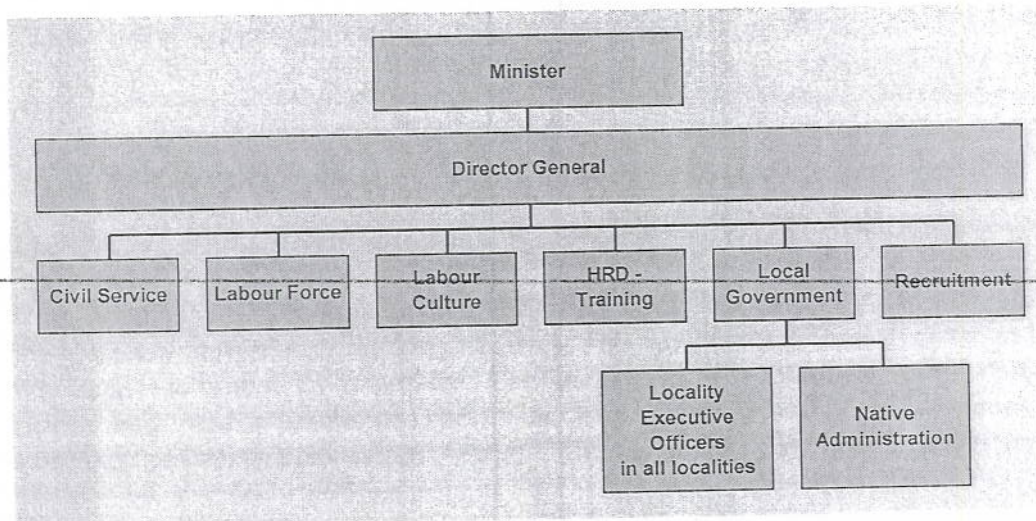 Minister
Director General
Civil Service
Labour Force
Labour
Culture
HRD -
Training
Local
Government
Recruitment
Locality
Executive
Officers
in all localities
Native
Administration